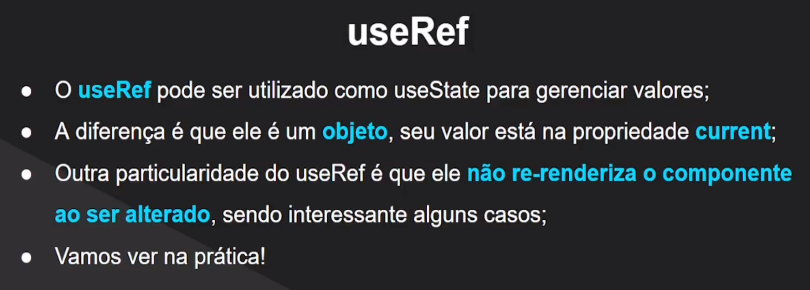 useRef
● O useRef pode ser utilizado como useState para gerenciar valores;
● A diferença é que ele é um objeto, seu valor está na propriedade current;
● Outra particularidade do useRef é que ele não re-renderiza o componente
ao ser alterado, sendo interessante alguns casos;
● Vamos ver na prática!